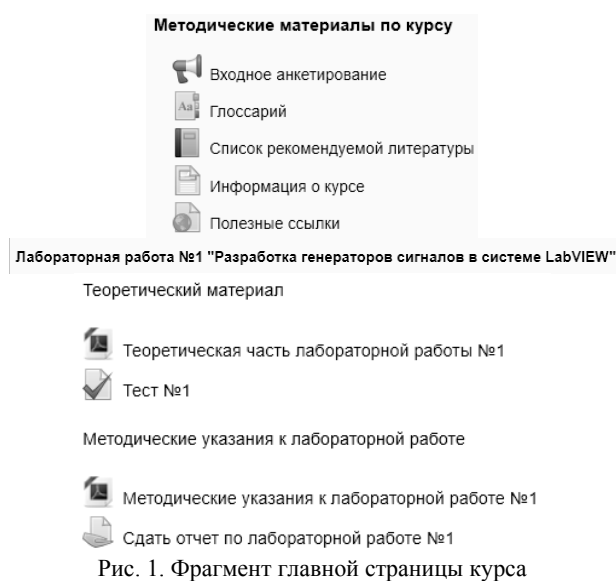 Методические материалы по курсу
Входное анкетирование
Aa
Глоссарий
Список рекомендуемой литературы
Информация о курсе
Полезные ссылки
Лабораторная работа №1 "Разработка генераторов сигналов в системе LabVIEW"
Теоретический материал
Теоретическая часть лабораторной работы №1
Тест №1
Методические указания к лабораторной работе
Методические указания к лабораторной работе №1
Сдать отчет по лабораторной работе №1
Рис. 1. Фрагмент главной страницы курса